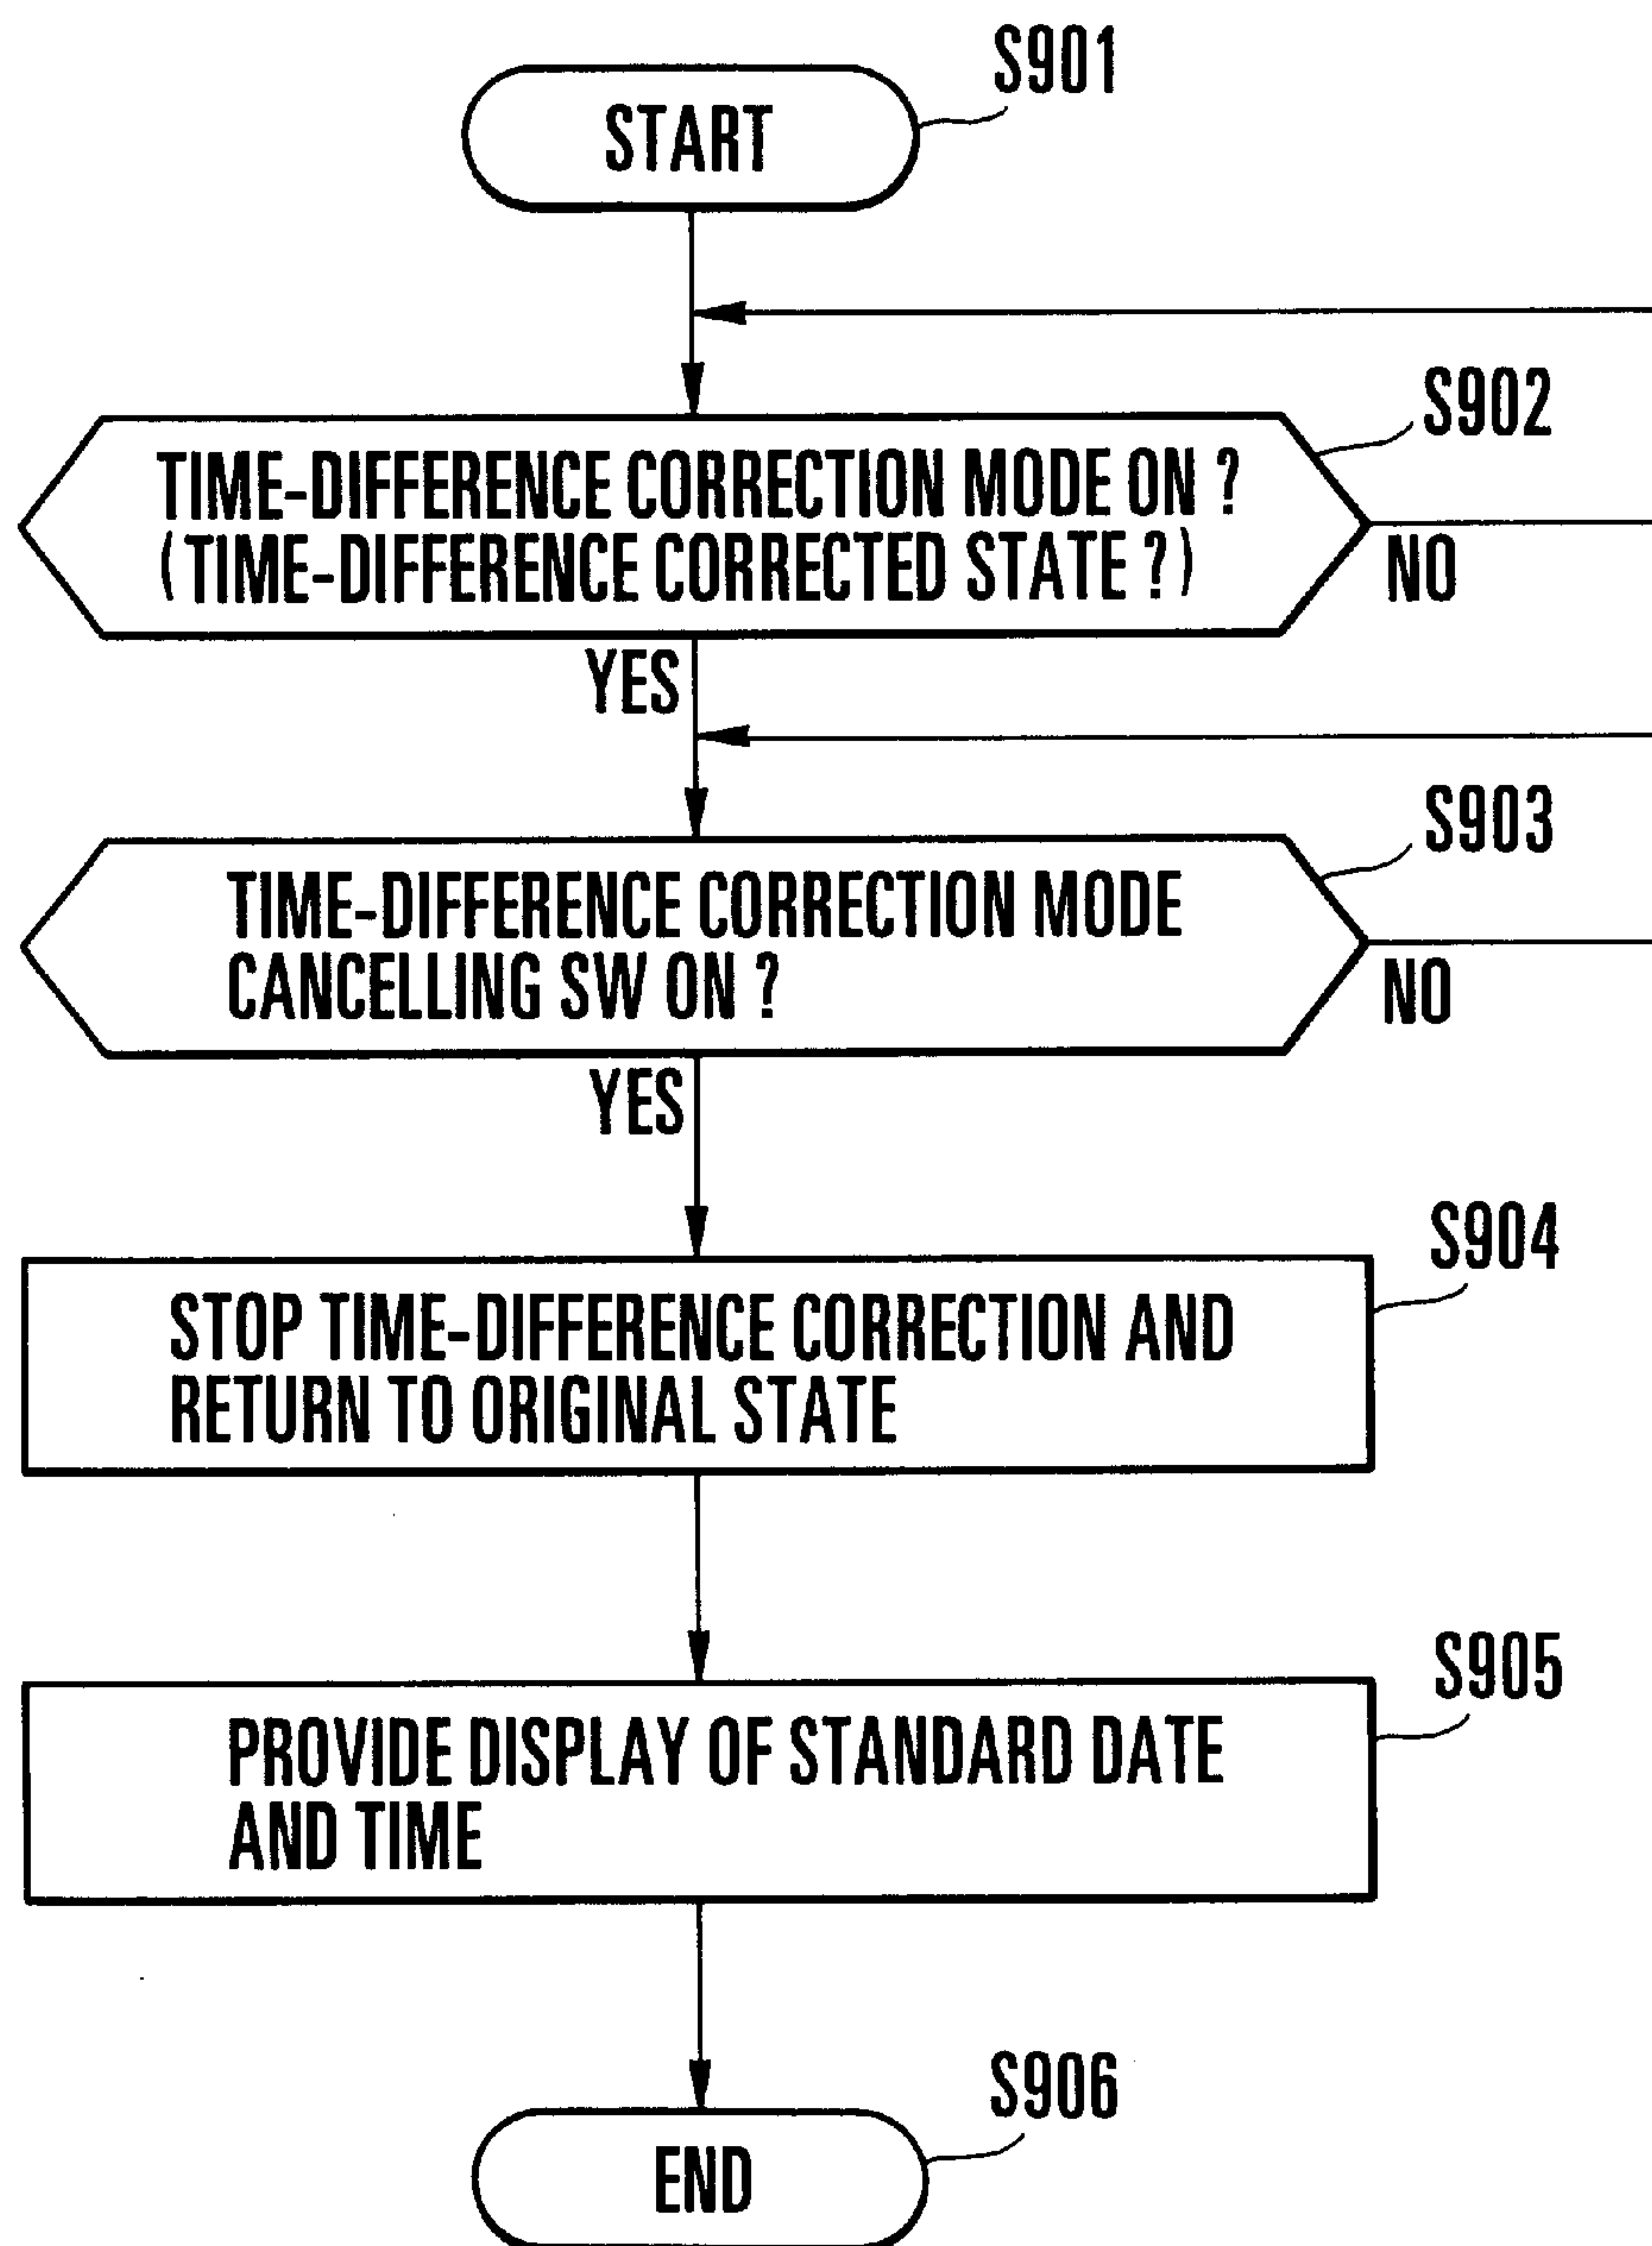 S901
START
S902
TIME-DIFFERENCE CORRECTION MODE ON ?
(TIME-DIFFERENCE CORRECTED STATE ?)
NO
YES
S903
TIME-DIFFERENCE CORRECTION MODE
CANCELLING SW ON ?
NO
YES
S904
STOP TIME-DIFFERENCE CORRECTION AND
RETURN TO ORIGINAL STATE
S905
PROVIDE DISPLAY OF STANDARD DATE
AND TIME
S906
END